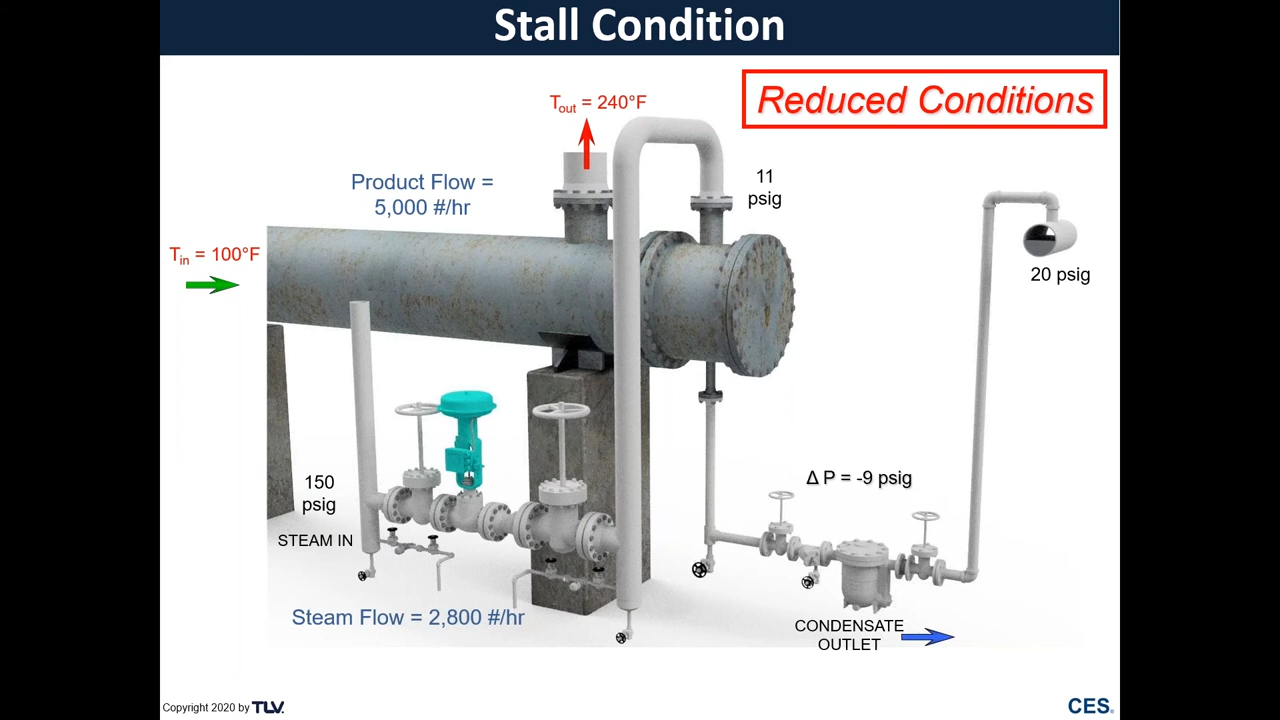 Stall Condition
Reduced Conditions
Tout = 240°F
Product Flow =
5,000 #/hr
11
psig
Tin = 100°F
20 psig
150
psig
Δ P = -9 psig
STEAM IN
Steam Flow = 2,800 #/hr
CONDENSATE
OUTLET
Copyright 2020 by TLV.
CES®